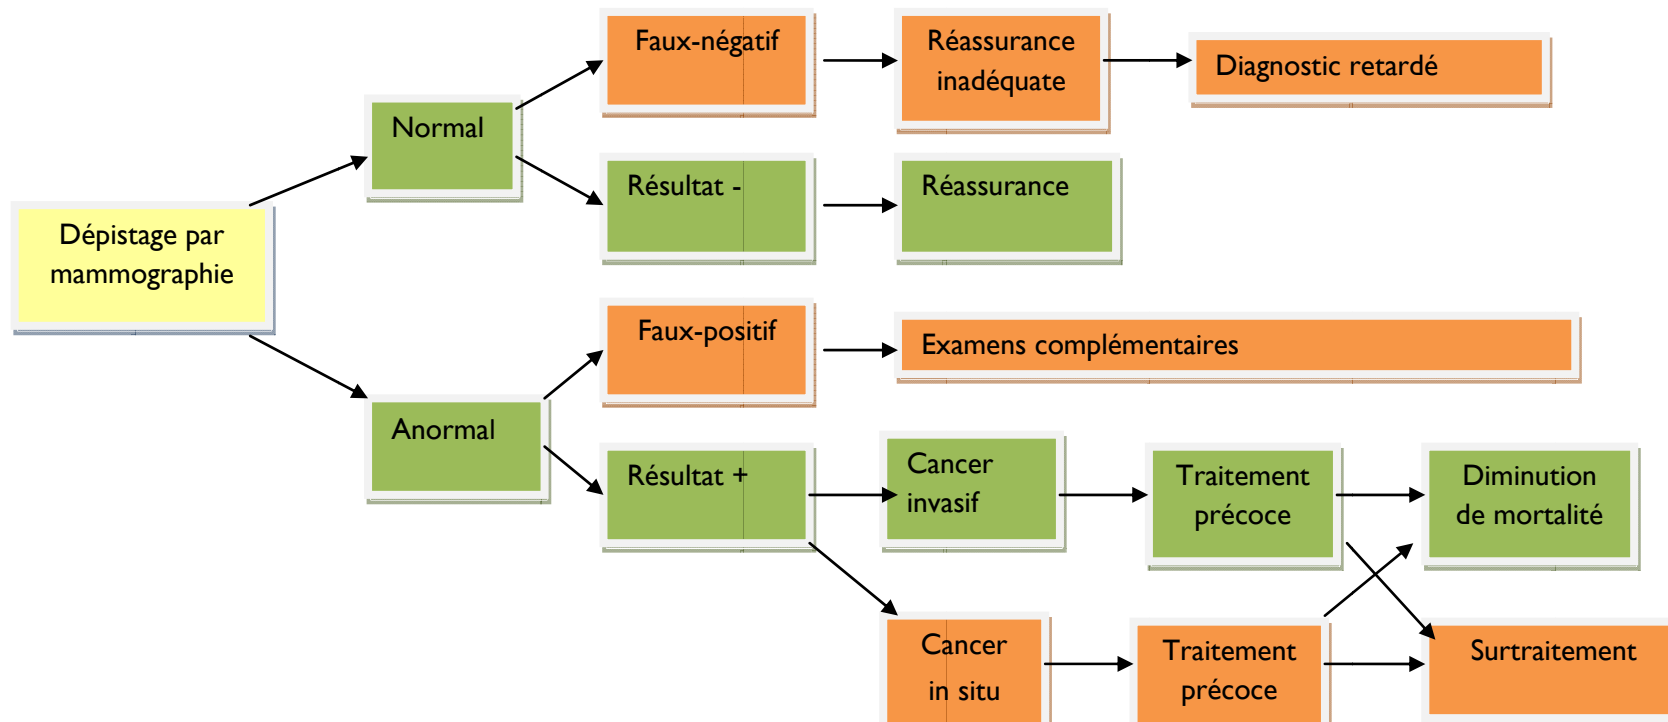 Faux-négatif
Réassurance
inadéquate
Diagnostic retardé
Normal
Résultat -
Réassurance
Dépistage par
mammographie
Faux-positif
Examens complémentaires
Anormal
Résultat +
Cancer
invasif
Traitement
précoce
Diminution
de mortalité
Cancer
in situ
Traitement
précoce
Surtraitement